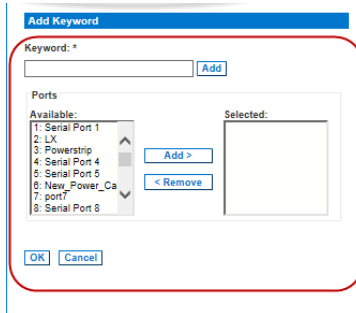 Add Keyword
Keyword: *
Add
Ports
Available:
Selected:
1: Serial Port 1
2: LX
3: Powerstrip
4: Serial Port 4
5: Serial Port 5
6: New_Power_Ca
7: port7
8: Serial Port 8
Add >
< Remove
OK
Cancel